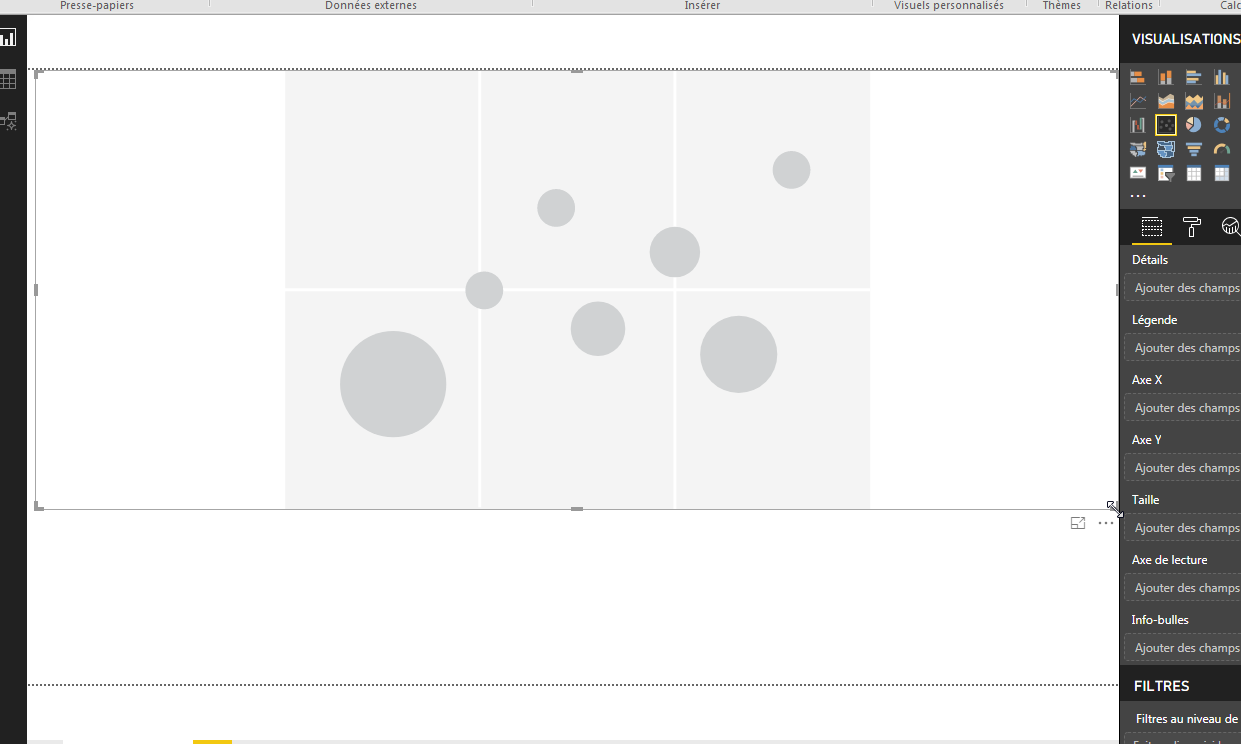 Presse-papiers Données externes Insérer Visuels personnalisés Thèmes Relations
VISUALISATIONS
Détails
Ajouter des champs
Légende
Ajouter des champs
Axe X
Ajouter des champs
Axe Y
Ajouter des champs
Taille
Ajouter des champs
Axe de lecture
Ajouter des champs
Info-bulles
Ajouter des champs
FILTRES
Filtres au niveau de